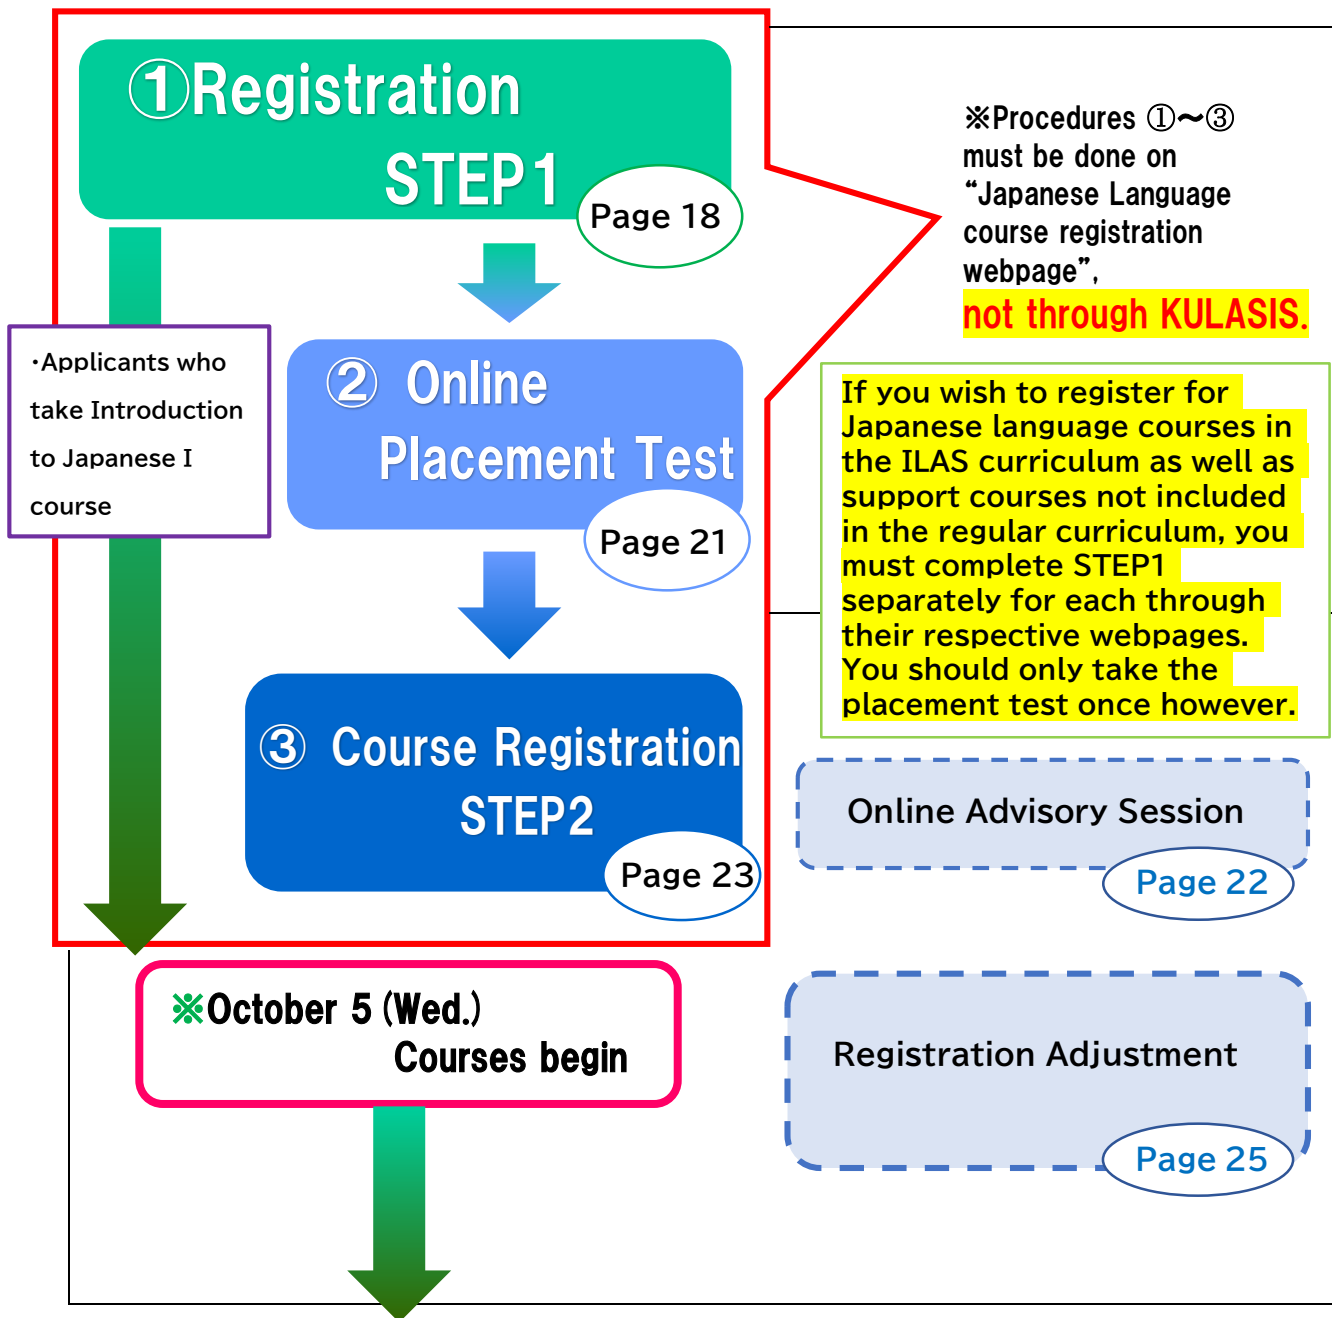 ①Registration
STEP1
Page 18
※Procedures ①~③
must be done on
“Japanese Language
course registration
webpage”,
not through KULASIS.
・Applicants who
take Introduction
to Japanese I
course
② Online
Placement Test
Page 21
If you wish to register for
Japanese language courses in
the ILAS curriculum as well as
support courses not included
in the regular curriculum, you
must complete STEP1
separately for each through
their respective webpages.
You should only take the
placement test once however.
③ Course Registration
STEP2
Page 23
Online Advisory Session
Page 22
※October 5 (Wed.)
Courses begin
Registration Adjustment
Page 25